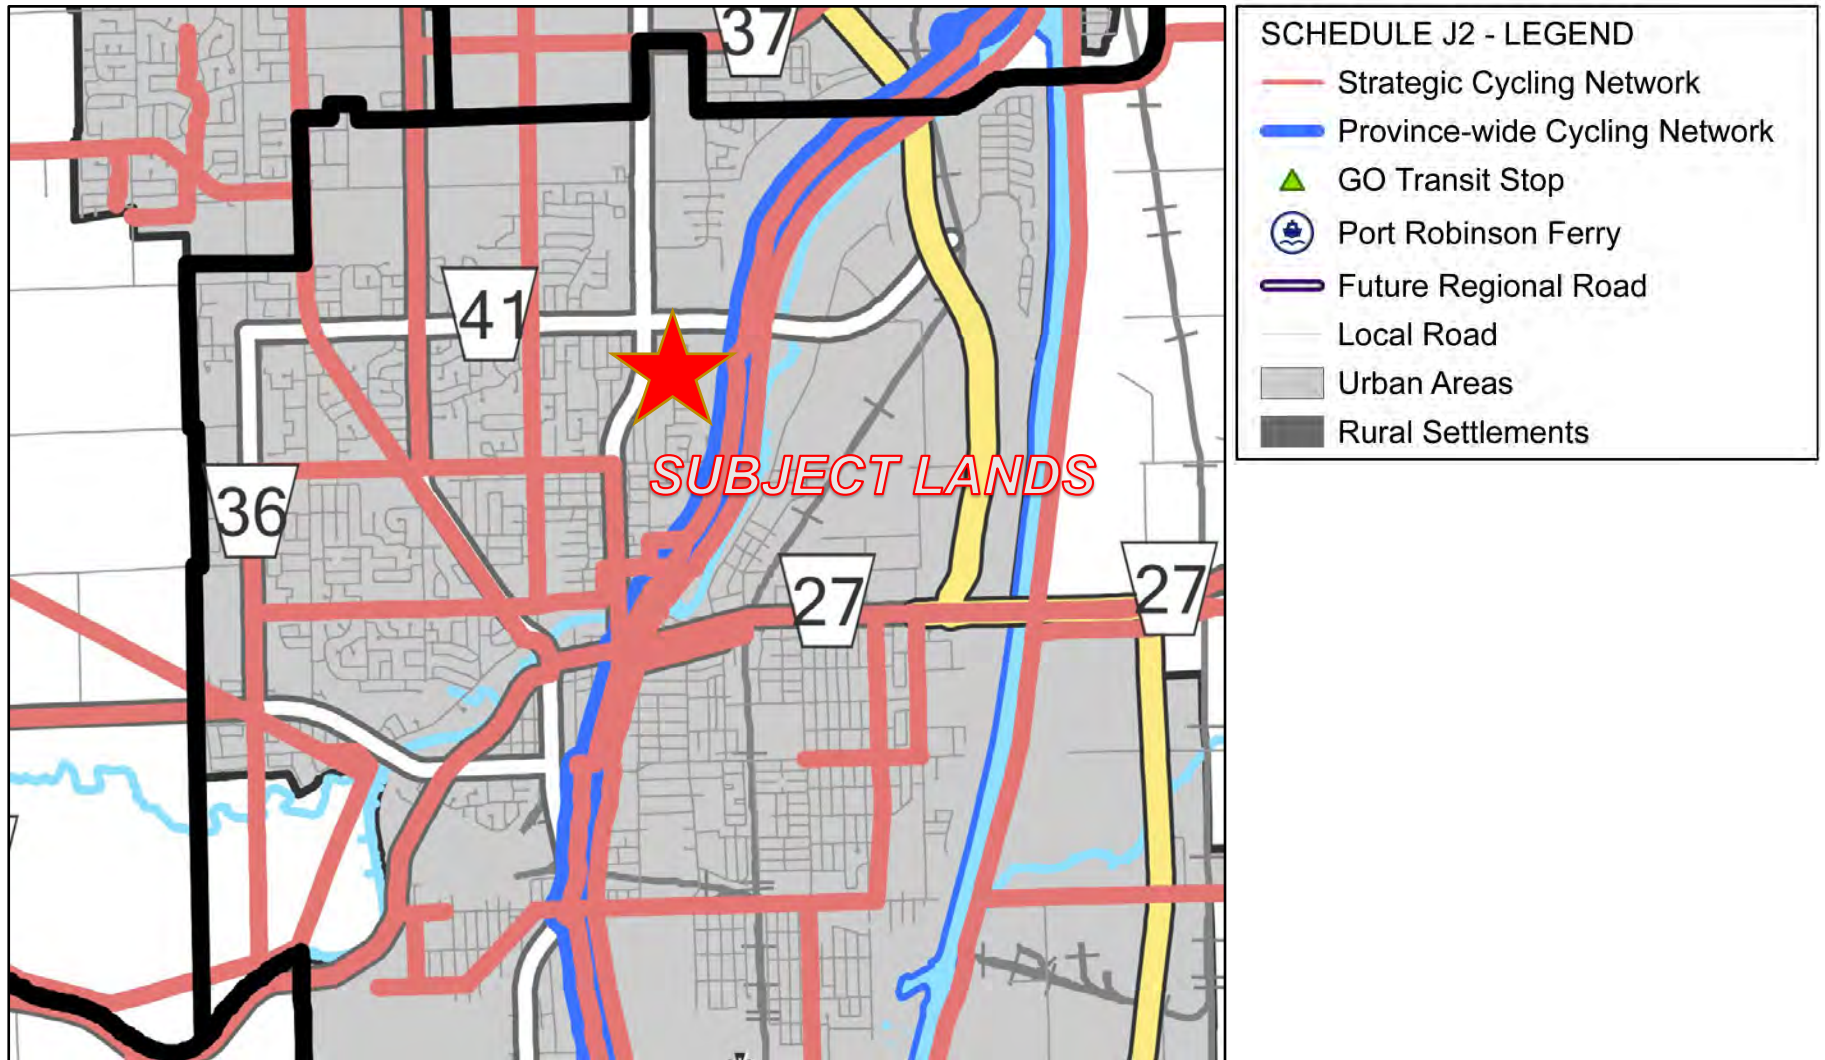 37
41
SUBJECT LANDS
36
27
27
SCHEDULE J2 - LEGEND
Strategic Cycling Network
Province-wide Cycling Network
GO Transit Stop
Port Robinson Ferry
Future Regional Road
Local Road
Urban Areas
Rural Settlements